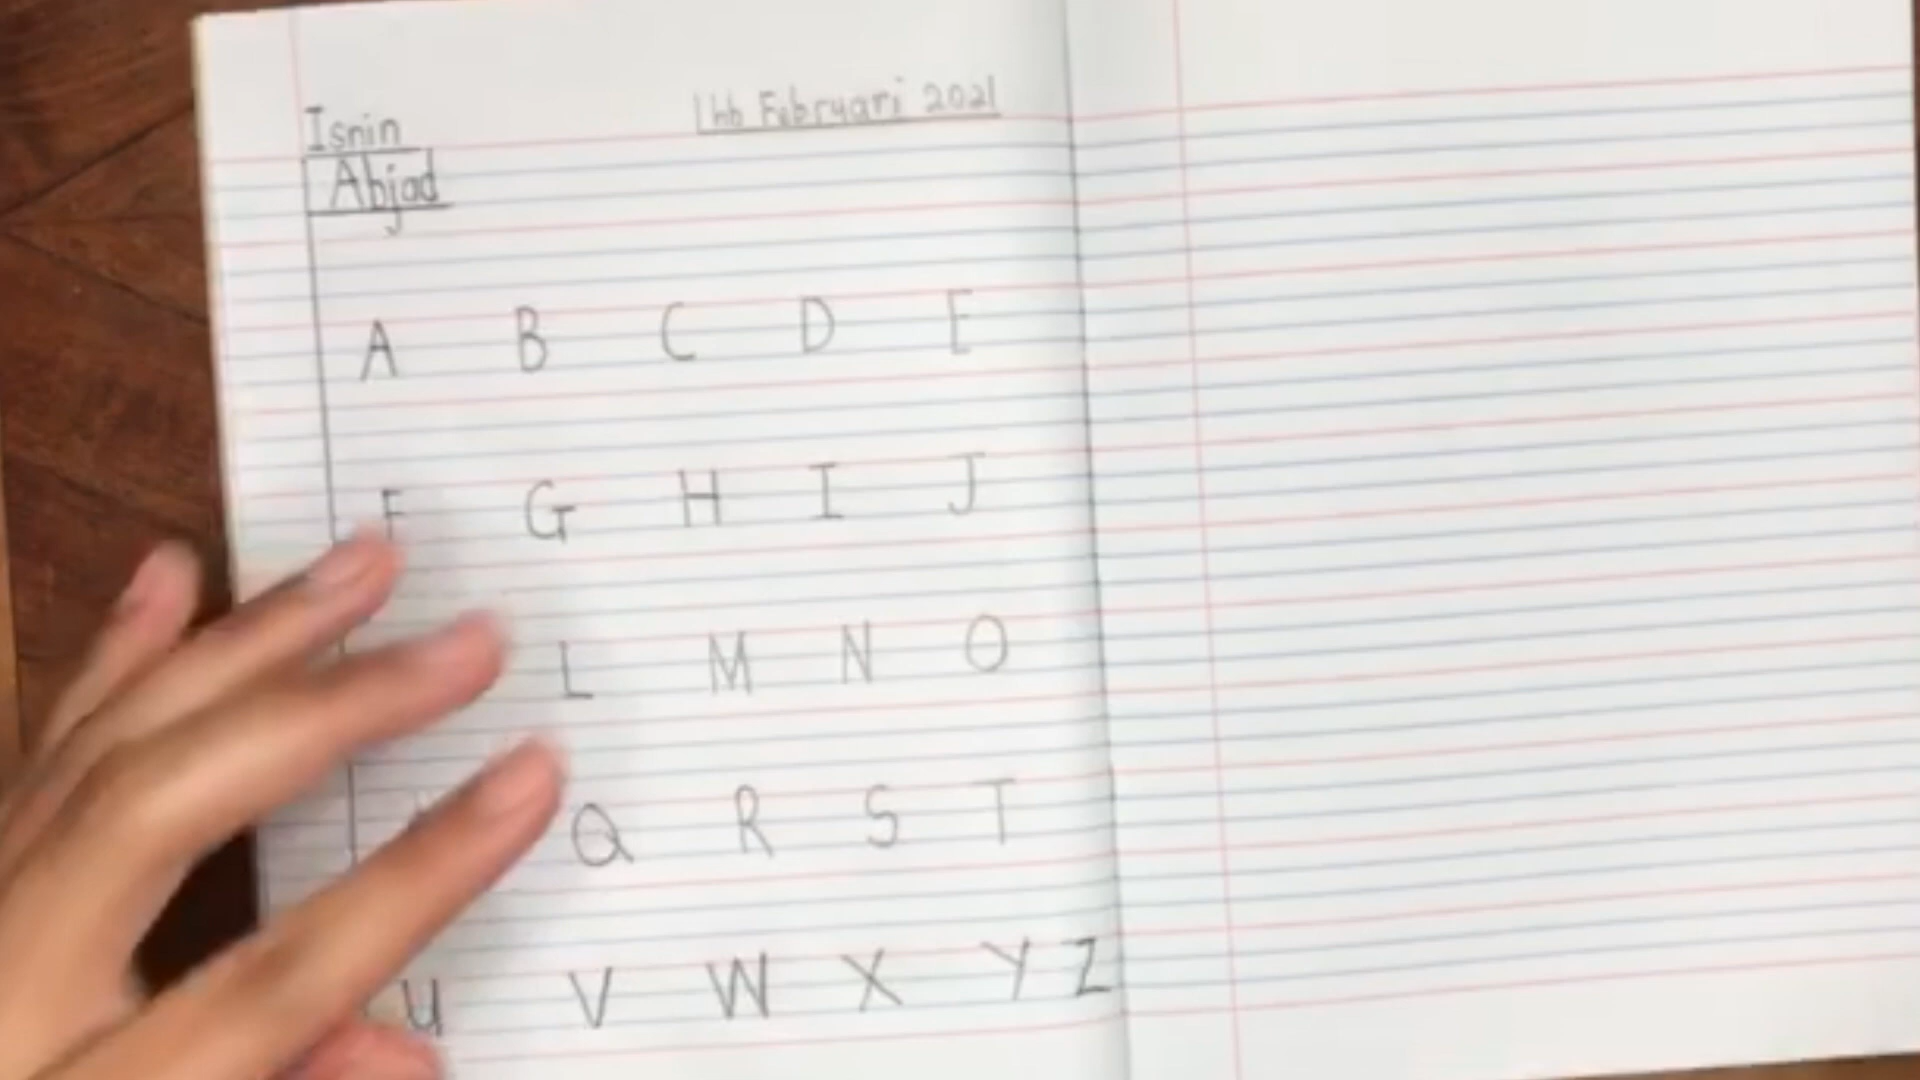 Isnin 1hb Februari 2021
Abjad
A B C D E
F G H I J
L M N O
Q R S T
U V W X Y Z